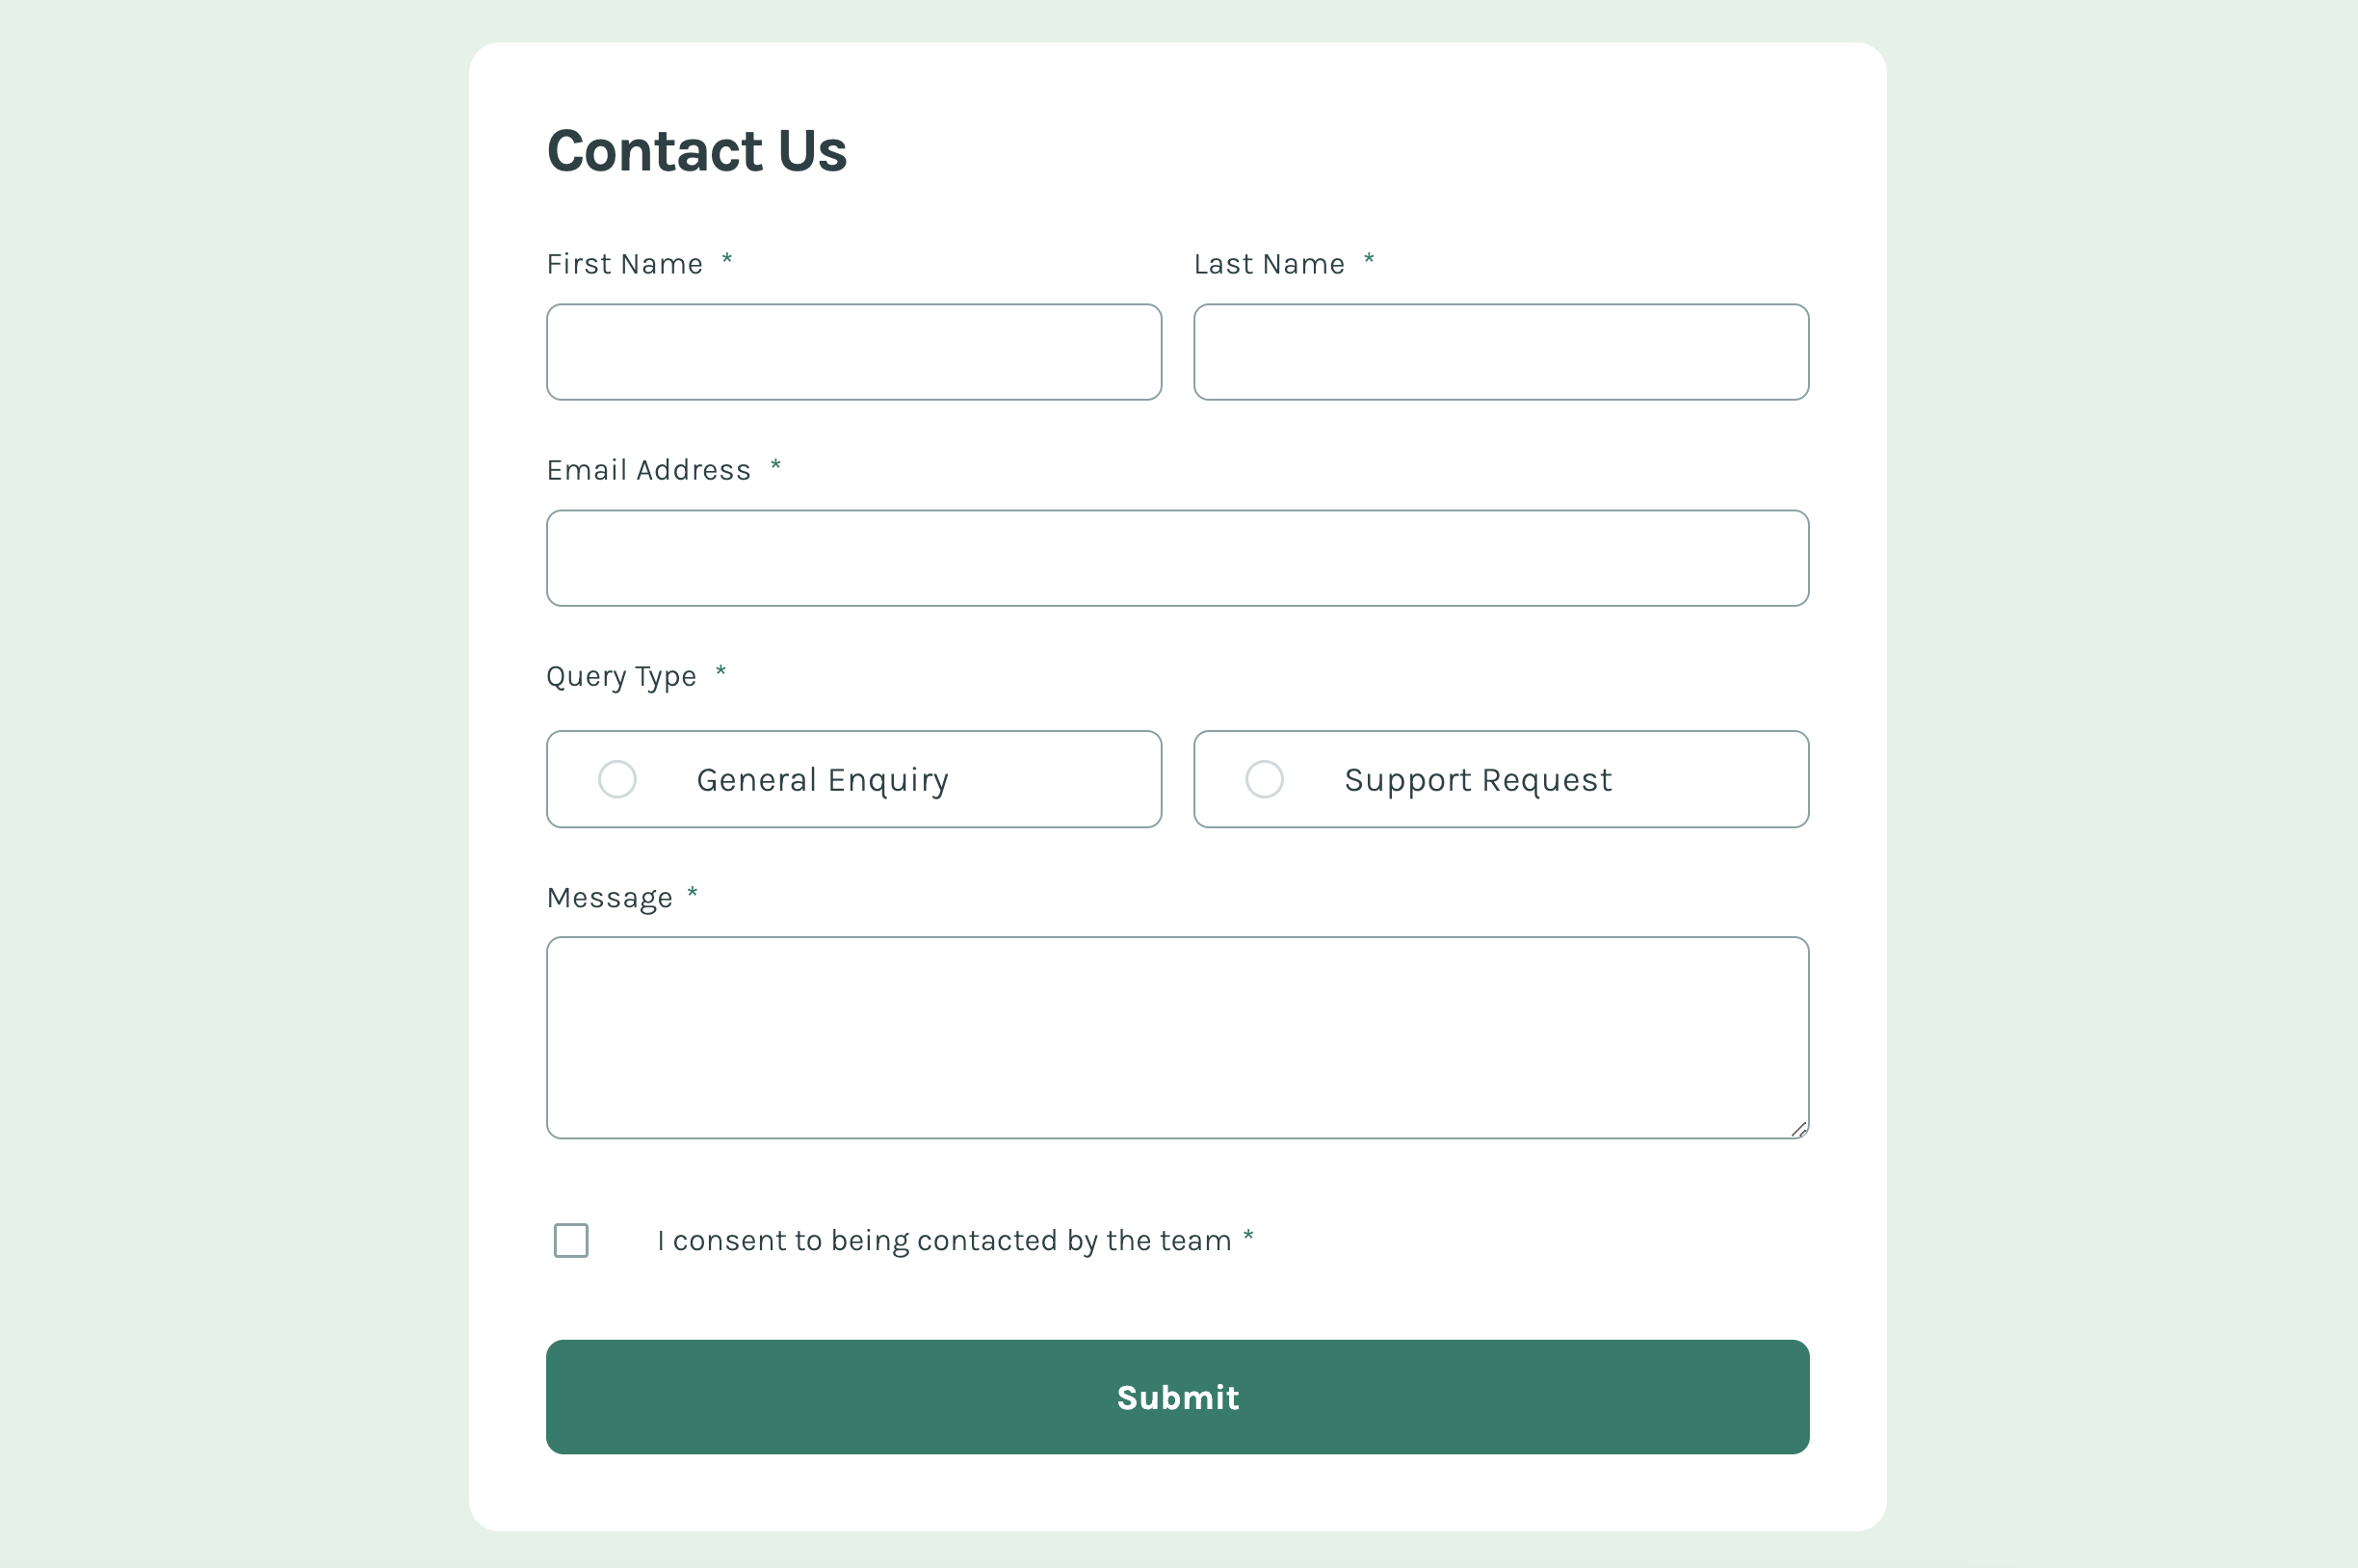 Contact Us
First Name *
Last Name *
Email Address *
Query Type *
General Enquiry
Support Request
Message *
I consent to being contacted by the team *
Submit